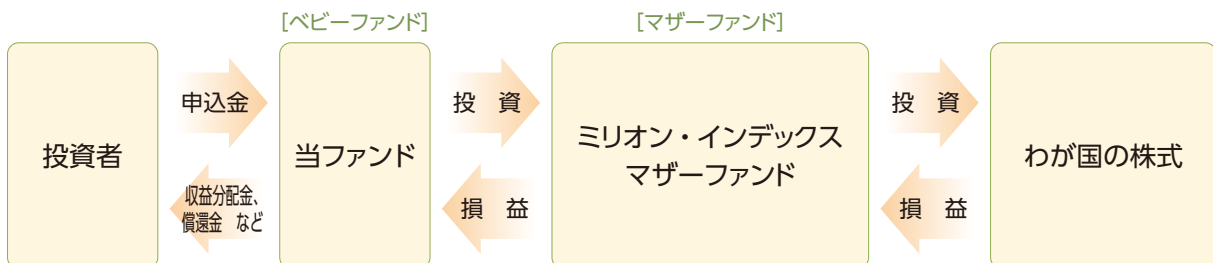 [ベビーファンド]
[マザーファンド]
投資者
申込金
収益分配金、
償還金 など
当ファンド
投 資
損 益
ミリオン・インデックス
マザーファンド
投 資
損 益
わが国の株式